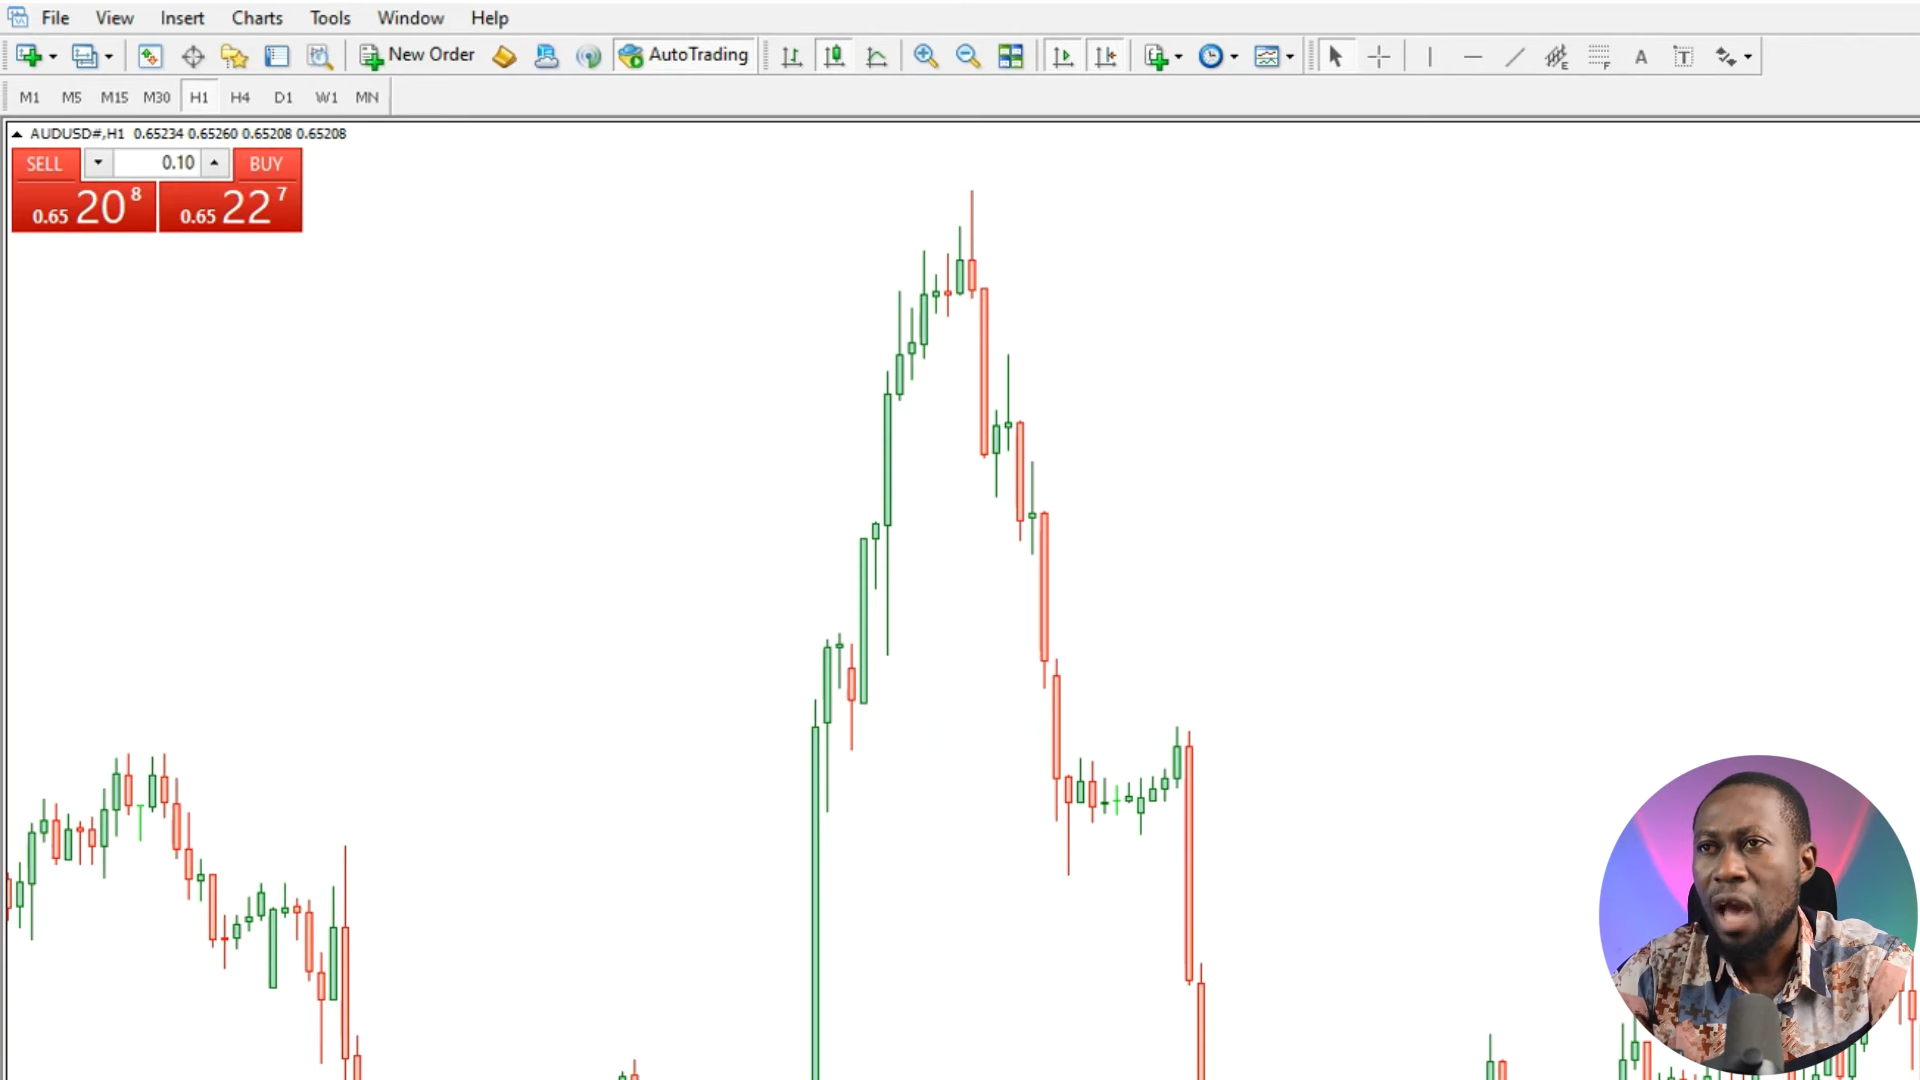 File View Insert Charts Tools Window Help
New Order AutoTrading
M1 M5 M15 M30 H1 H4 D1 W1 MN
AUDUSD#,H1 0.65234 0.65260 0.65208 0.65208
SELL 0.10 BUY
0.65 20 8 0.65 22 7